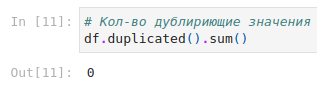 In [11]: # Кол-во дублириющие значения
df.duplicated().sum()
Out[11]: 0